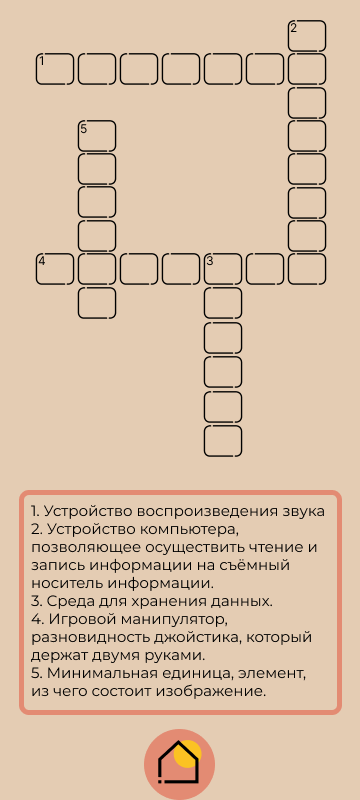 2
1
5
4
3
1. Устройство воспроизведения звука
2. Устройство компьютера,
позволяющее осуществить чтение и
запись информации на съёмный
носитель информации.
3. Среда для хранения данных.
4. Игровой манипулятор,
разновидность джойстика, который
держат двумя руками.
5. Минимальная единица, элемент,
из чего состоит изображение.